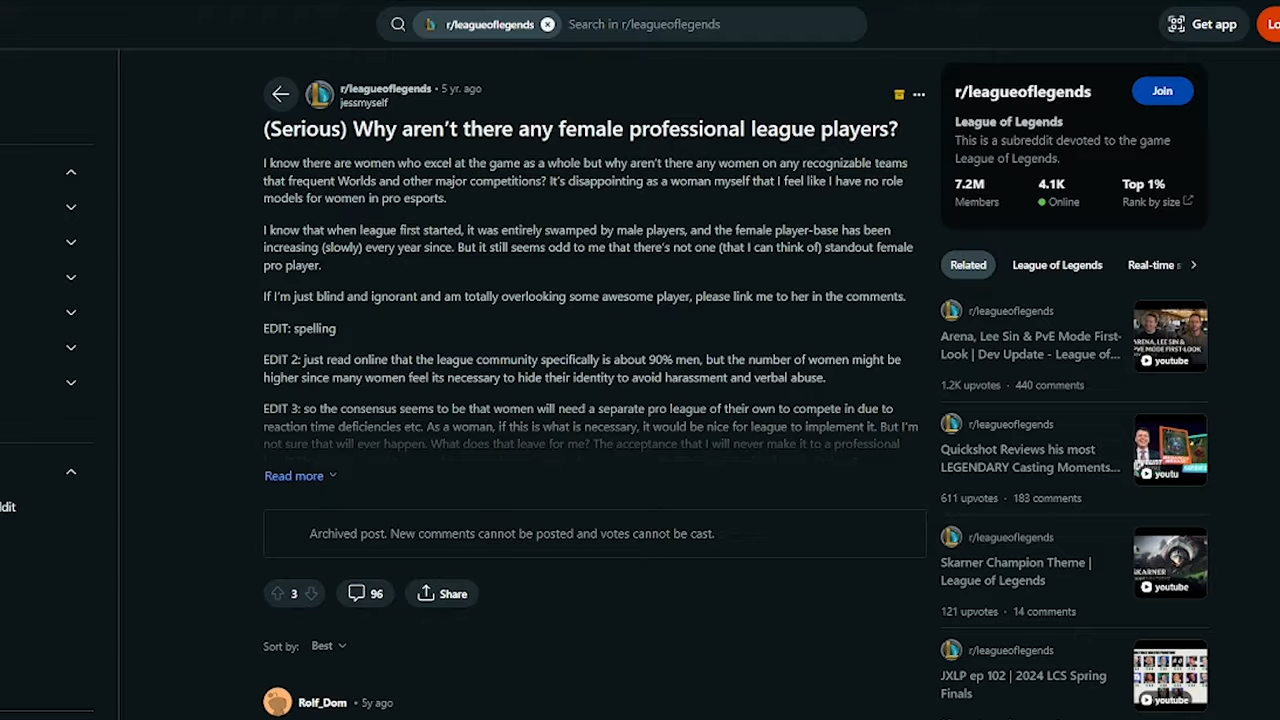 r/leagueoflegends
Search in r/leagueoflegends
Get app
Lo
r/leagueoflegends • 5 yr. ago
jessmyself
(Serious) Why aren't there any female professional league players?
I know there are women who excel at the game as a whole but why aren't there any women on any recognizable teams
that frequent Worlds and other major competitions? It's disappointing as a woman myself that I feel like I have no role
models for women in pro esports.
I know that when league first started, it was entirely swamped by male players, and the female player-base has been
increasing (slowly) every year since. But it still seems odd to me that there's not one (that I can think of) standout female
pro player.
If I'm just blind and ignorant and am totally overlooking some awesome player, please link me to her in the comments.
EDIT: spelling
EDIT 2: just read online that the league community specifically is about 90% men, but the number of women might be
higher since many women feel its necessary to hide their identity to avoid harassment and verbal abuse.
EDIT 3: so the consensus seems to be that women will need a separate pro league of their own to compete in due to
reaction time deficiencies etc. As a woman, if this is what is necessary, it would be nice for league to implement it. But I'm
not sure that will ever happen. What does that leave for me? The acceptance that I will never make it to a professional
Read more
Archived post. New comments cannot be posted and votes cannot be cast.
3
96
Share
Sort by: Best
Rolf_Dom • 5y ago
ldit
r/leagueoflegends
Join
League of Legends
This is a subreddit devoted to the game
League of Legends.
7.2M 4.1K Top 1%
Members Online Rank by size
Related League of Legends Real-time s
r/leagueoflegends
Arena, Lee Sin & PvE Mode First-
Look | Dev Update - League of...
1.2K upvotes · 440 comments
ARENA, LEE SIN &
PVE MODE FIRST-
youtube
r/leagueoflegends
Quickshot Reviews his most
LEGENDARY Casting Moments...
611 upvotes · 183 comments
youtu
r/leagueoflegends
Skarner Champion Theme |
League of Legends
121 upvotes · 14 comments
SKARNER
youtube
r/leagueoflegends
JXLP ep 102 | 2024 LCS Spring
Finals
youtube